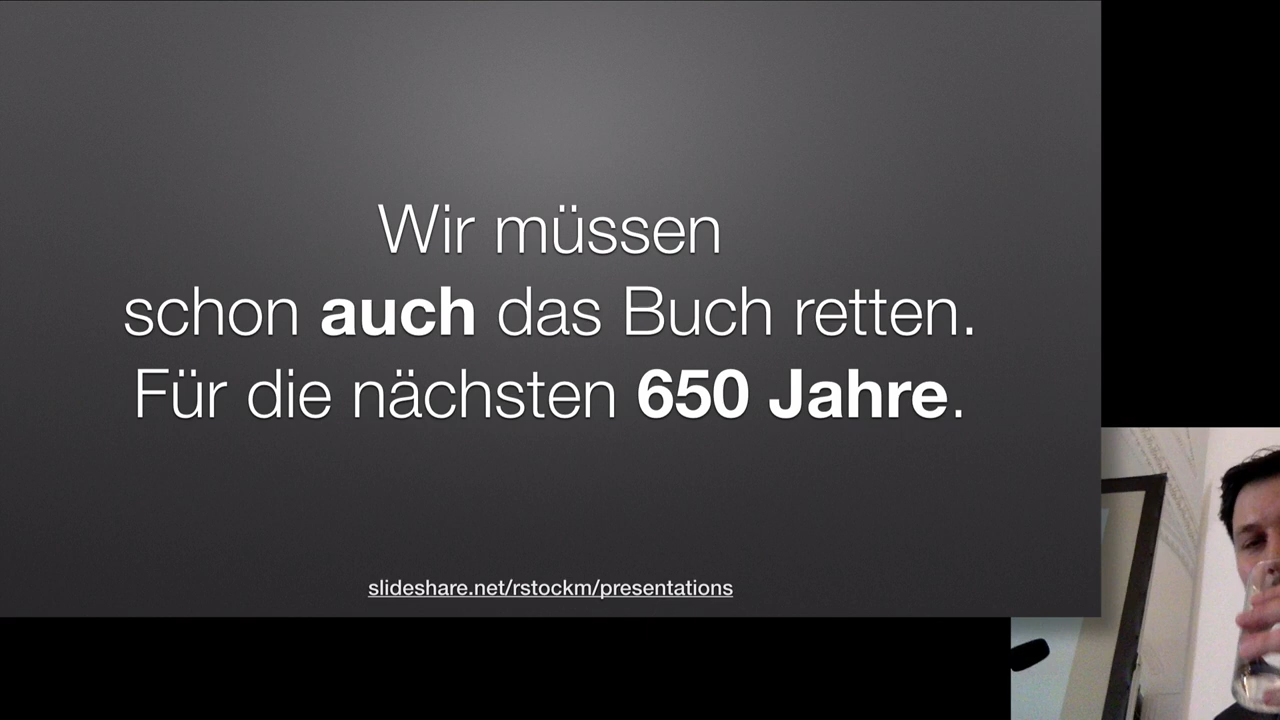 Wir müssen
schon auch das Buch retten.
Für die nächsten 650 Jahre.
slideshare.net/rstockm/presentations